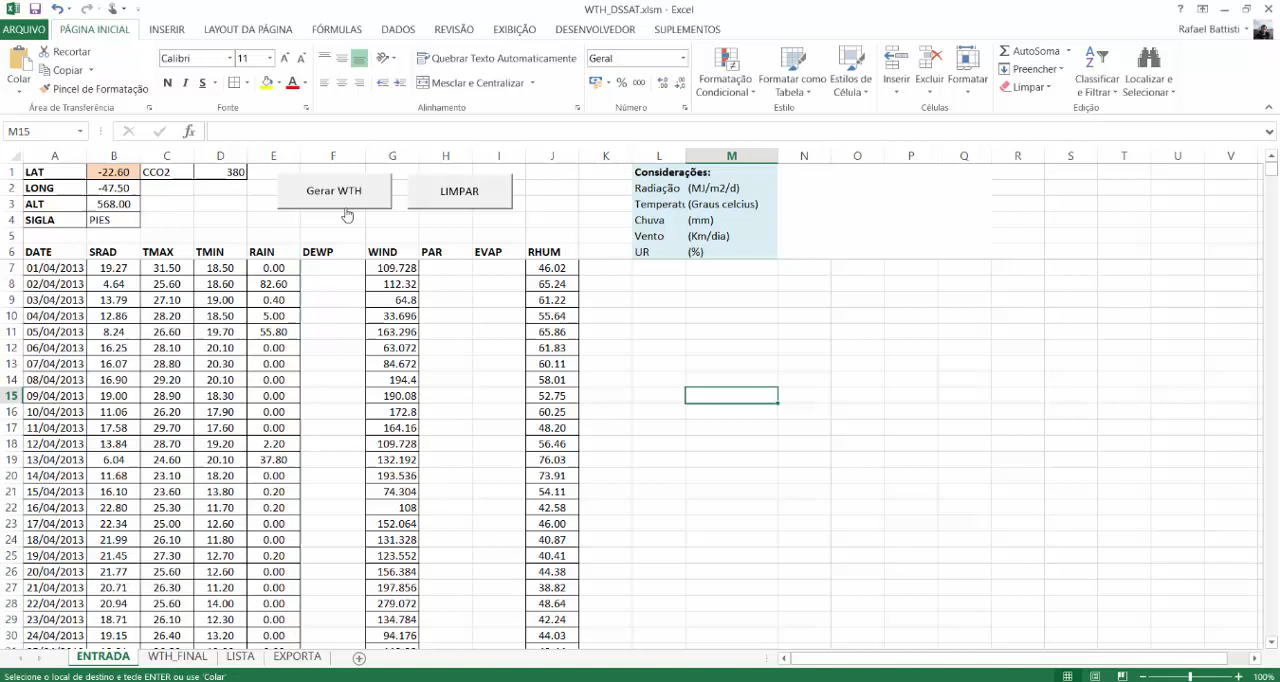 WTH_DSSAT.xlsm - Excel
ARQUIVO PÁGINA INICIAL INSERIR LAYOUT DA PÁGINA FÓRMULAS DADOS REVISÃO EXIBIÇÃO DESENVOLVEDOR SUPLEMENTOS Rafael Battisti
Colar
Recortar
Copiar
Pincel de Formatação
Área de Transferência
Calibri 11
N I S
Fonte
Quebrar Texto Automaticamente
Mesclar e Centralizar
Alinhamento
Geral
% 000
Número
Formatação Condicional
Formatar como Tabela
Estilos de Célula
Estilo
Inserir Excluir Formatar
Células
AutoSoma
Preencher
Limpar
Classificar e Filtrar
Localizar e Selecionar
Edição
M15
A B C D E F G H I J K L M N O P Q R S T U V
1 LAT -22.60 CCO2 380 Considerações:
2 LONG -47.50 Gerar WTH LIMPAR Radiação (MJ/m2/d)
3 ALT 568.00 Temperatu (Graus celcius)
4 SIGLA PIES Chuva (mm)
5 Vento (Km/dia)
6 DATE SRAD TMAX TMIN RAIN DEWP WIND PAR EVAP RHUM UR (%)
7 01/04/2013 19.27 31.50 18.50 0.00 109.728 46.02
8 02/04/2013 4.64 25.60 18.60 82.60 112.32 65.24
9 03/04/2013 13.79 27.10 19.00 0.40 64.8 61.22
10 04/04/2013 12.86 28.20 18.50 5.00 33.696 55.64
11 05/04/2013 8.24 26.60 19.70 55.80 163.296 65.86
12 06/04/2013 16.25 28.10 20.10 0.00 63.072 61.83
13 07/04/2013 16.07 28.80 20.30 0.00 84.672 60.11
14 08/04/2013 16.90 29.20 20.10 0.00 194.4 58.01
15 09/04/2013 19.00 28.90 18.30 0.00 190.08 52.75
16 10/04/2013 11.06 26.20 17.90 0.00 172.8 60.25
17 11/04/2013 17.58 29.70 17.60 0.00 164.16 48.20
18 12/04/2013 13.84 28.70 19.20 2.20 109.728 56.46
19 13/04/2013 6.04 24.60 20.10 37.80 132.192 76.03
20 14/04/2013 11.68 23.10 18.20 0.00 193.536 73.91
21 15/04/2013 16.10 23.60 13.80 0.20 74.304 54.11
22 16/04/2013 22.80 25.30 11.70 0.20 108 42.58
23 17/04/2013 22.34 25.00 12.60 0.00 152.064 46.00
24 18/04/2013 21.99 26.10 11.80 0.00 131.328 40.87
25 19/04/2013 21.45 27.30 12.70 0.20 123.552 40.41
26 20/04/2013 21.77 25.60 12.60 0.00 156.384 44.38
27 21/04/2013 20.71 26.30 11.20 0.00 197.856 38.82
28 22/04/2013 20.94 25.60 14.00 0.00 279.072 48.64
29 23/04/2013 18.71 26.10 12.30 0.00 134.784 42.24
30 24/04/2013 19.15 26.40 13.20 0.00 94.176 44.03
ENTRADA WTH_FINAL LISTA EXPORTA
Selecione o local de destino e tecle ENTER ou use 'Colar' 100%